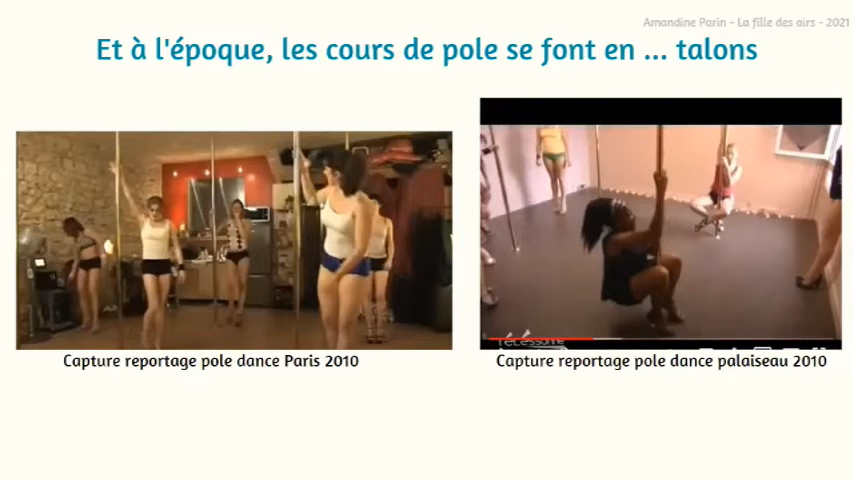 Amandine Parin - La fille des airs - 2021
Et à l'époque, les cours de pole se font en ... talons
Capture reportage pole dance Paris 2010
Capture reportage pole dance palaiseau 2010